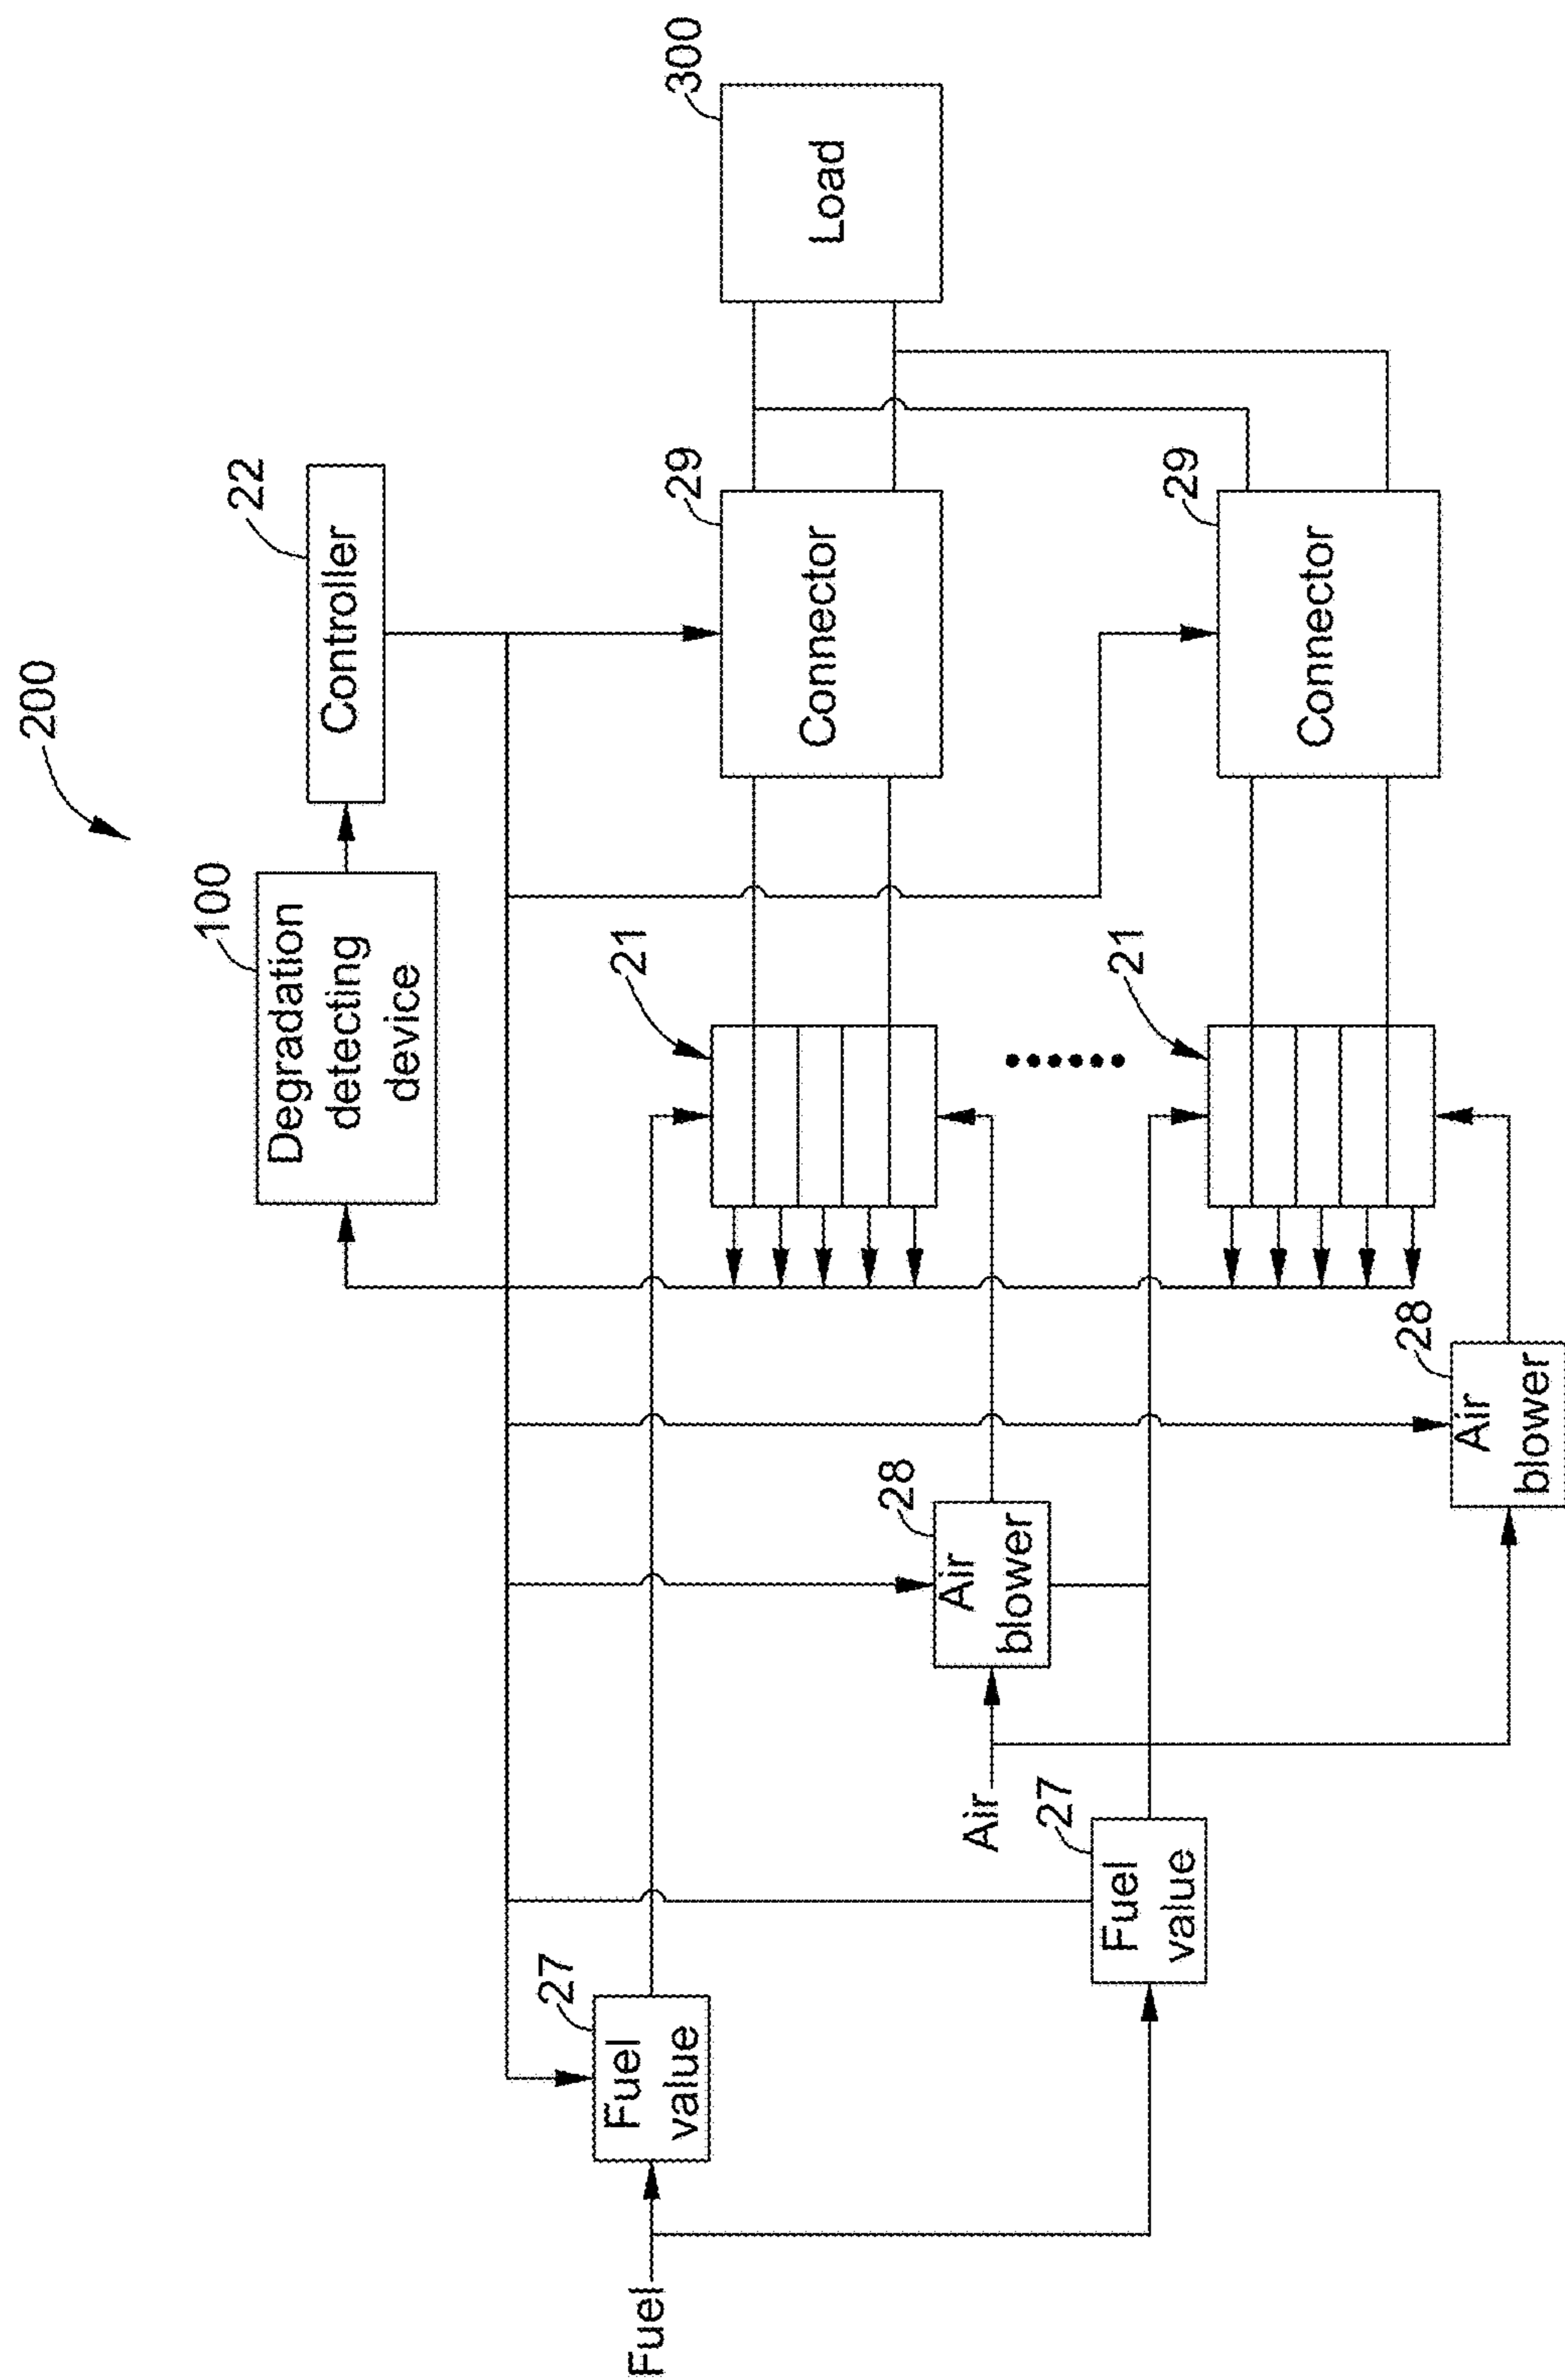 200
100
Degradation
detecting
device
22
Controller
27
Fuel
value
Fuel
21
29
Connector
300
Load
28
Air
blower
Air
27
Fuel
value
21
29
Connector
28
Air
blower